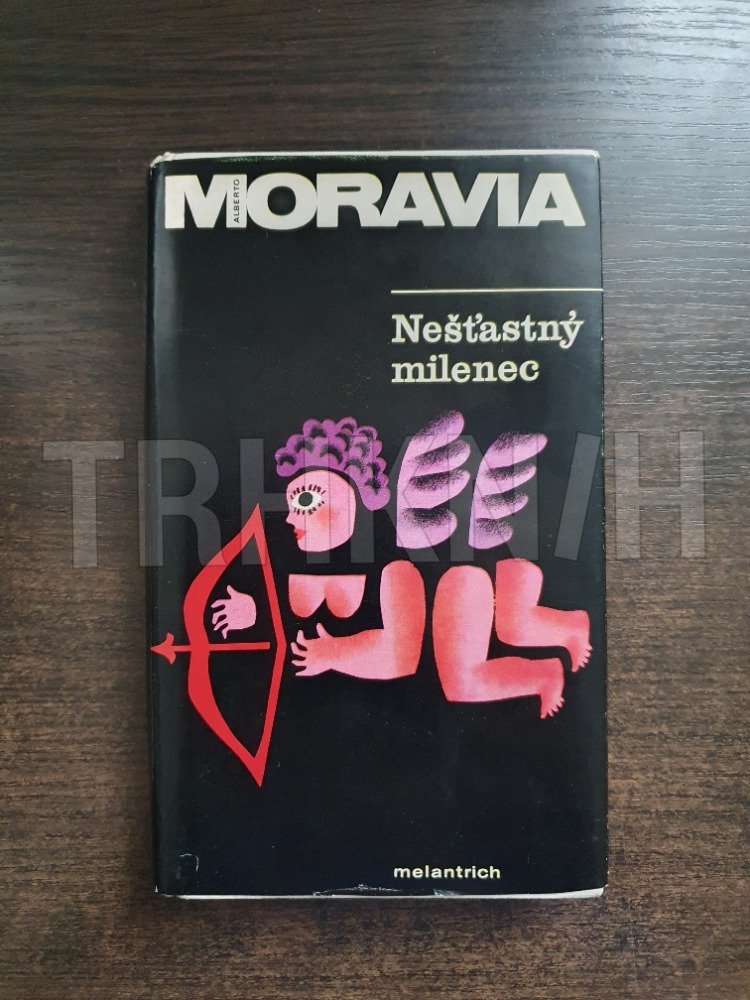 ALBERTO
MORAVIA
Nešťastný
milenec
TRHKNIH
melantrich